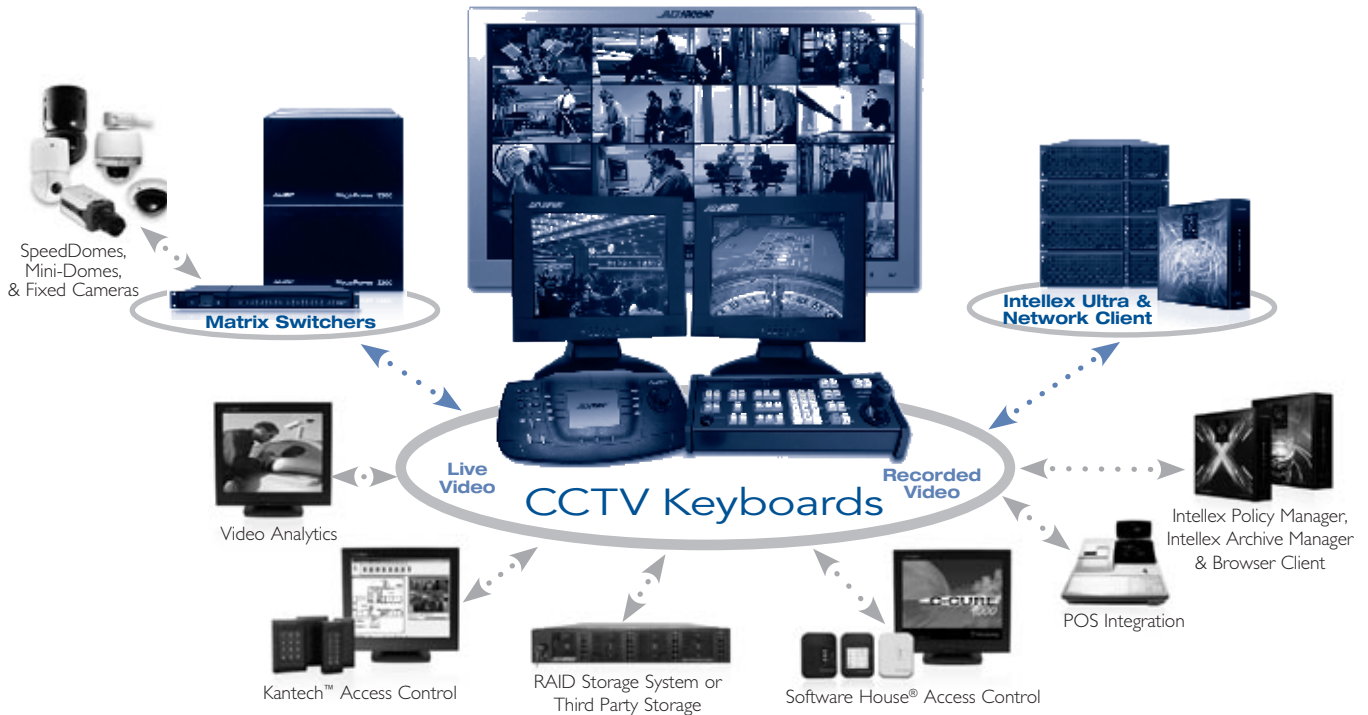 SpeedDomes,
Mini-Domes,
& Fixed Cameras
Matrix Switchers
Intellex Ultra &
Network Client
Live
Video
Recorded
Video
CCTV Keyboards
Video Analytics
Intellex Policy Manager,
Intellex Archive Manager
& Browser Client
POS Integration
Kantech™ Access Control
RAID Storage System or
Third Party Storage
C•CURE
Software House® Access Control